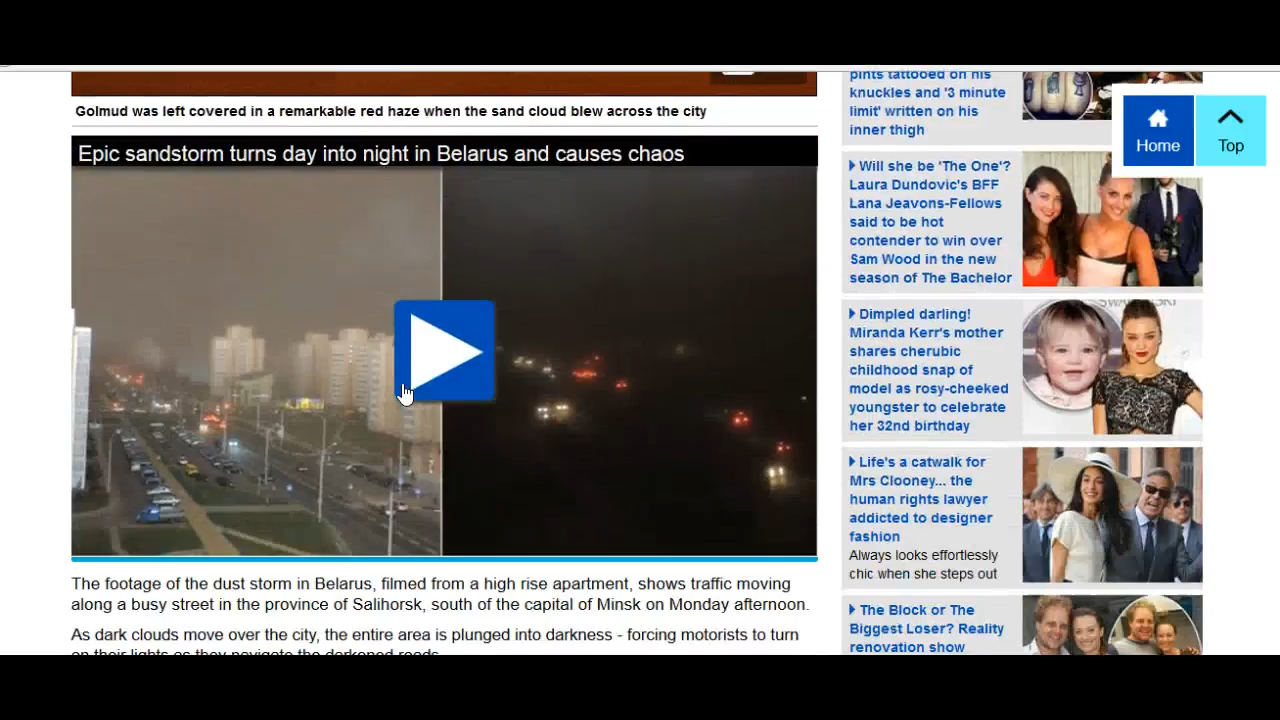 Golmud was left covered in a remarkable red haze when the sand cloud blew across the city
Epic sandstorm turns day into night in Belarus and causes chaos
The footage of the dust storm in Belarus, filmed from a high rise apartment, shows traffic moving
along a busy street in the province of Salihorsk, south of the capital of Minsk on Monday afternoon.
As dark clouds move over the city, the entire area is plunged into darkness - forcing motorists to turn
on their lights as they navigate the darkened roads.
pints tattooed on his
knuckles and '3 minute
limit' written on his
inner thigh
Will she be 'The One'?
Laura Dundovic's BFF
Lana Jeavons-Fellows
said to be hot
contender to win over
Sam Wood in the new
season of The Bachelor
Dimpled darling!
Miranda Kerr's mother
shares cherubic
childhood snap of
model as rosy-cheeked
youngster to celebrate
her 32nd birthday
Life's a catwalk for
Mrs Clooney... the
human rights lawyer
addicted to designer
fashion
Always looks effortlessly
chic when she steps out
The Block or The
Biggest Loser? Reality
renovation show
Home
Top